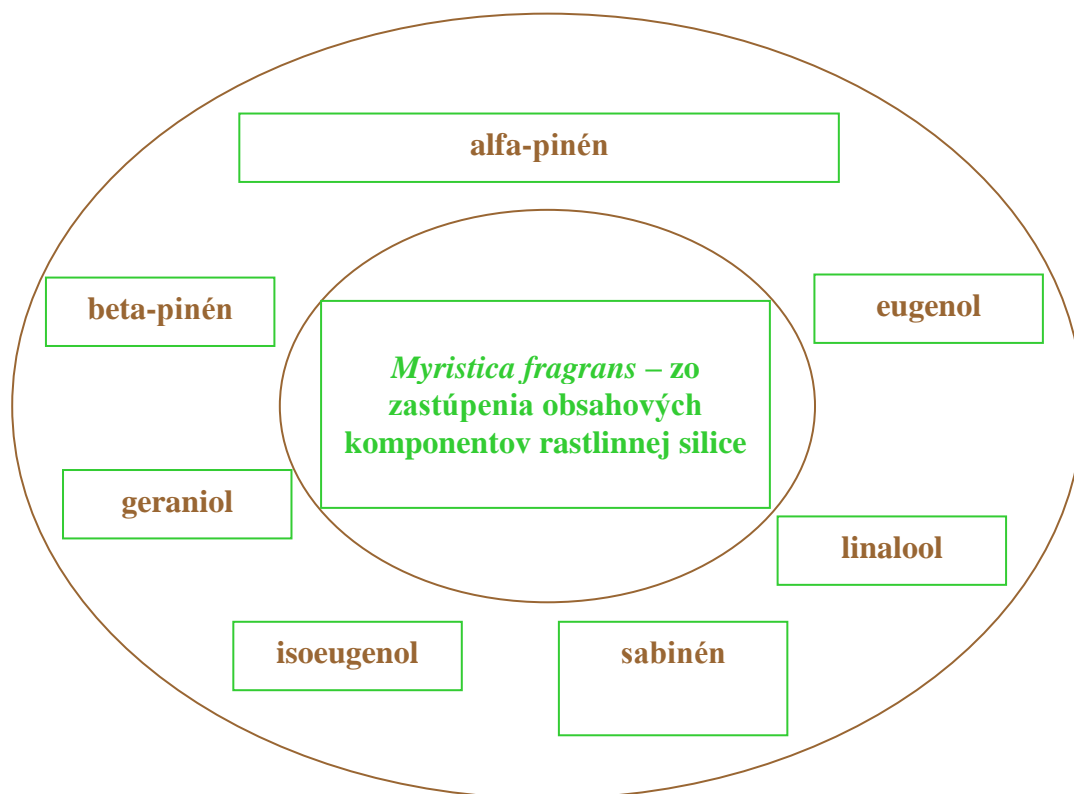 alfa-pinén
beta-pinén
eugenol
Myristica fragrans – zo
zastúpenia obsahových
komponentov rastlinnej silice
geraniol
linalool
isoeugenol
sabinén